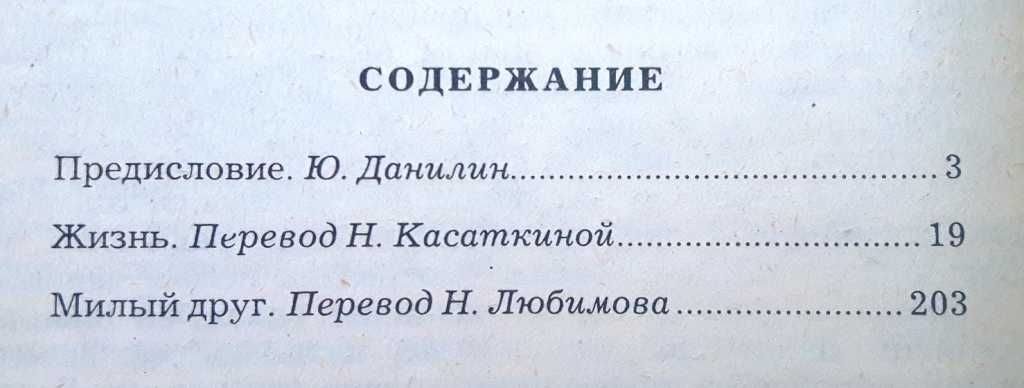 СОДЕРЖАНИЕ
Предисловие. Ю. Данилин.......................................... 3
Жизнь. Перевод Н. Касаткиной.............................. 19
Милый друг. Перевод Н. Любимова...................... 203